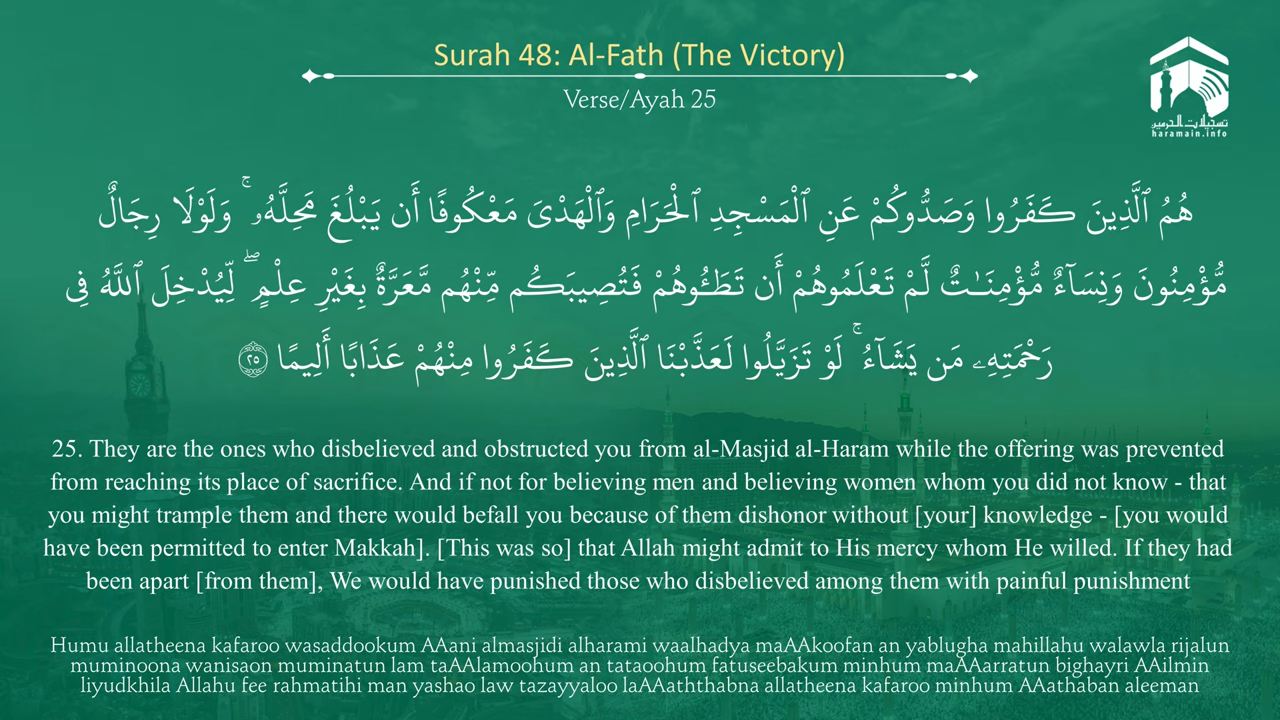 Surah 48: Al-Fath (The Victory)
Verse/Ayah 25
تسجيلات الحرمين
haramain.info
هُمُ ٱلَّذِينَ كَفَرُوا وَصَدُّوكُمْ عَنِ ٱلْمَسْجِدِ ٱلْحَرَامِ وَٱلْهَدْىَ مَعْكُوفًا أَن يَبْلُغَ مَحِلَّهُۥ ۚ وَلَوْلَا رِجَالٌ
مُّؤْمِنُونَ وَنِسَآءٌ مُّؤْمِنَـٰتٌ لَّمْ تَعْلَمُوهُمْ أَن تَطَـُٔوهُمْ فَتُصِيبَكُم مِّنْهُم مَّعَرَّةٌ بِغَيْرِ عِلْمٍ ۖ لِّيُدْخِلَ ٱللَّهُ فِى
رَحْمَتِهِۦ مَن يَشَآءُ ۚ لَوْ تَزَيَّلُوا لَعَذَّبْنَا ٱلَّذِينَ كَفَرُوا مِنْهُمْ عَذَابًا أَلِيمًا ۝٢٥
25. They are the ones who disbelieved and obstructed you from al-Masjid al-Haram while the offering was prevented
from reaching its place of sacrifice. And if not for believing men and believing women whom you did not know - that
you might trample them and there would befall you because of them dishonor without [your] knowledge - [you would
have been permitted to enter Makkah]. [This was so] that Allah might admit to His mercy whom He willed. If they had
been apart [from them], We would have punished those who disbelieved among them with painful punishment
Humu allatheena kafaroo wasaddookum AAani almasjidi alharami waalhadya maAAkoofan an yablugha mahillahu walawla rijalun
muminoona wanisaon muminatun lam taAAlamoohum an tataoohum fatuseebakum minhum maAAarratun bighayri AAilmin
liyudkhila Allahu fee rahmatihi man yashao law tazayyaloo laAAaththabna allatheena kafaroo minhum AAathaban aleeman